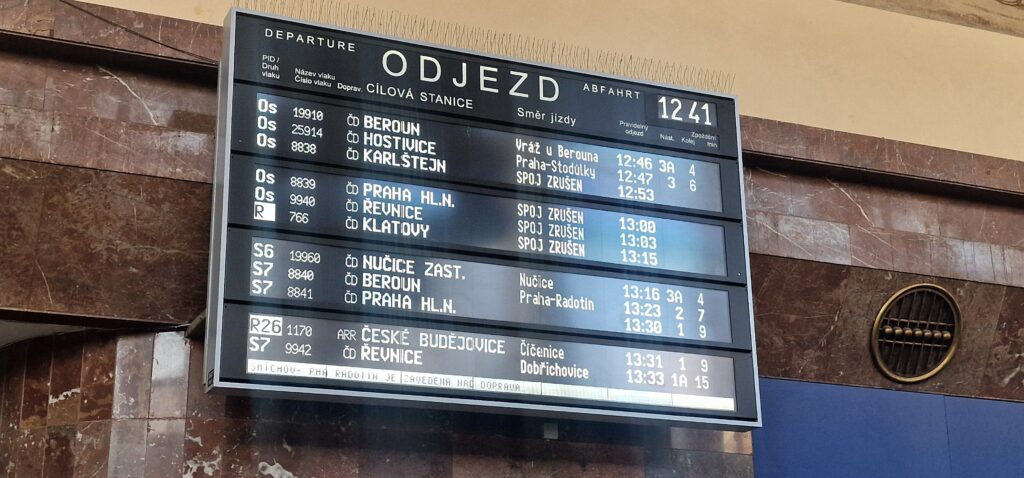 DEPARTURE ODJEZD ABFAHRT 12 41
PID / Druh vlaku Název vlaku Číslo vlaku Doprav. CÍLOVÁ STANICE Směr jízdy Pravidelný odjezd Nást. Kolej Zpoždění min
Os 19910 ČD BEROUN Vráž u Berouna 12:46 3A 4
Os 25914 ČD HOSTIVICE Praha-Stodůlky 12:47 3 6
Os 8838 ČD KARLŠTEJN SPOJ ZRUŠEN 12:53
Os 8839 ČD PRAHA HL.N. SPOJ ZRUŠEN 13:00
Os 9940 ČD ŘEVNICE SPOJ ZRUŠEN 13:03
R 766 ČD KLATOVY SPOJ ZRUŠEN 13:15
S6 19960 ČD NUČICE ZAST. Nučice 13:16 3A 4
S7 8840 ČD BEROUN Praha-Radotín 13:23 2 7
S7 8841 ČD PRAHA HL.N. 13:30 1 9
R26 1170 ARR ČESKÉ BUDĚJOVICE Číčenice 13:31 1 9
S7 9942 ČD ŘEVNICE Dobřichovice 13:33 1A 15
SMÍCHOV- PHA RADOTÍN JE ZAVEDENA NAD DOPRAVA